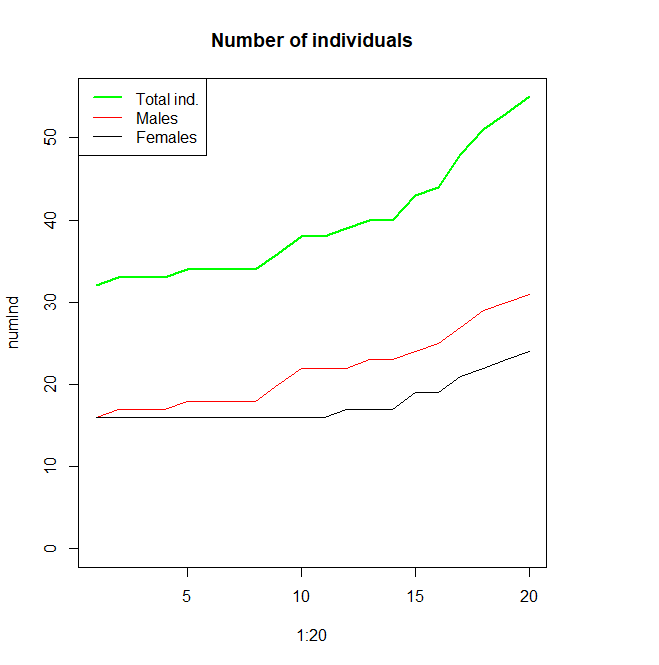 Number of individuals
Total ind.
Males
Females
numInd
50
40
30
20
10
0
5 10 15 20
1:20